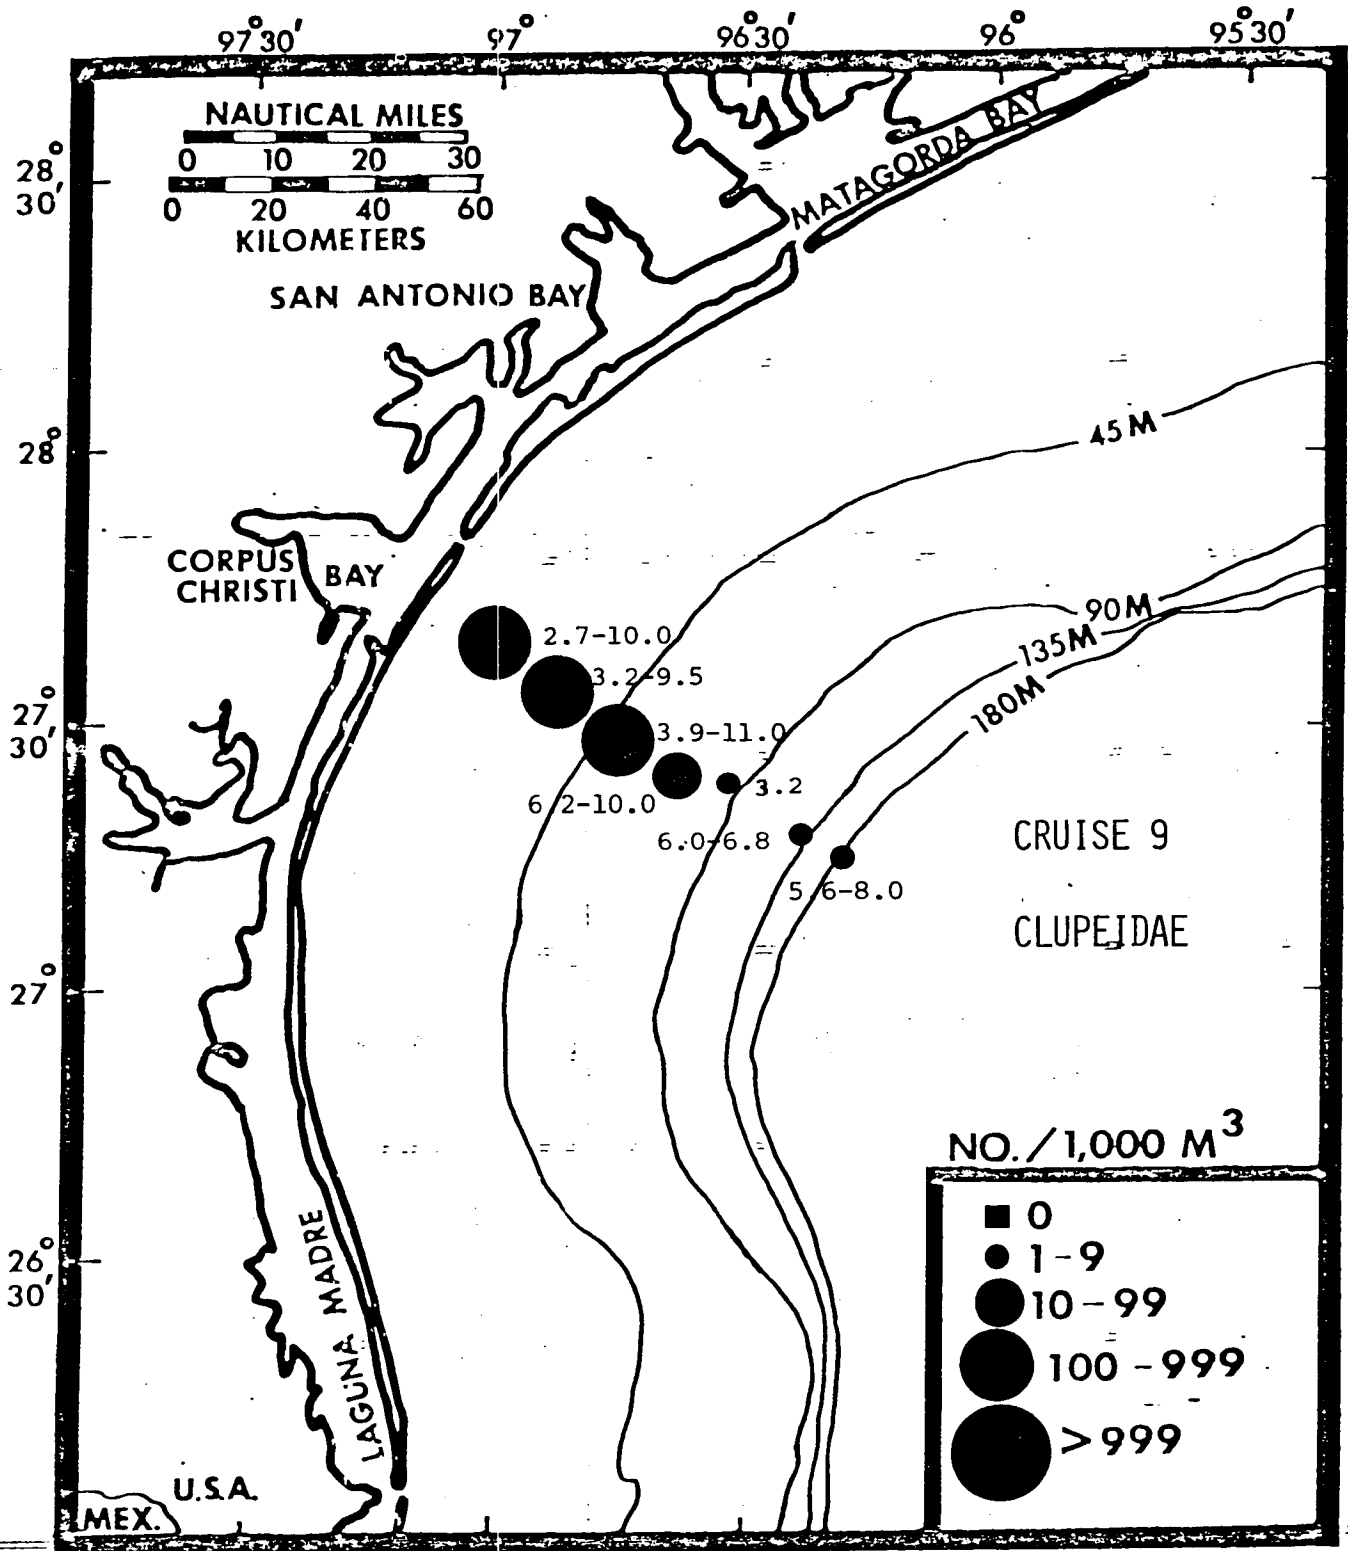 97°30' 97° 96°30' 96° 95°30'
NAUTICAL MILES
0 10 20 30
0 20 40 60
KILOMETERS
28°
30'
MATAGORDA BAY
SAN ANTONIO BAY
45M
28°
CORPUS
CHRISTI BAY
90M
135M
180M
2.7-10.0
3.2-9.5
27°
30'
3.9-11.0
3.2
6.2-10.0
6.0-6.8
5.6-8.0
CRUISE 9
CLUPEIDAE
27°
NO./1,000 M³
0
1-9
10-99
100-999
>999
26°
30'
LAGUNA MADRE
U.S.A.
MEX.